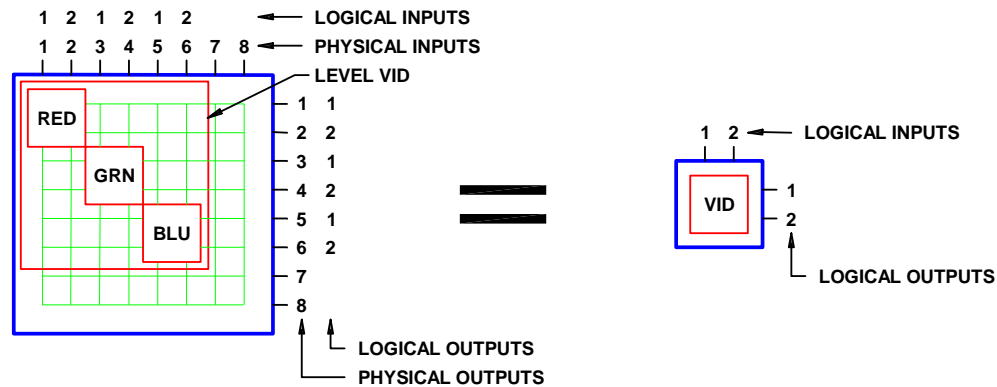 1 2 1 2 1 2 LOGICAL INPUTS
1 2 3 4 5 6 7 8 PHYSICAL INPUTS
LEVEL VID
RED
GRN
BLU
1 1
2 2
3 1
4 2
5 1
6 2
7
8
LOGICAL OUTPUTS
PHYSICAL OUTPUTS
1 2 LOGICAL INPUTS
VID
1
2
LOGICAL OUTPUTS